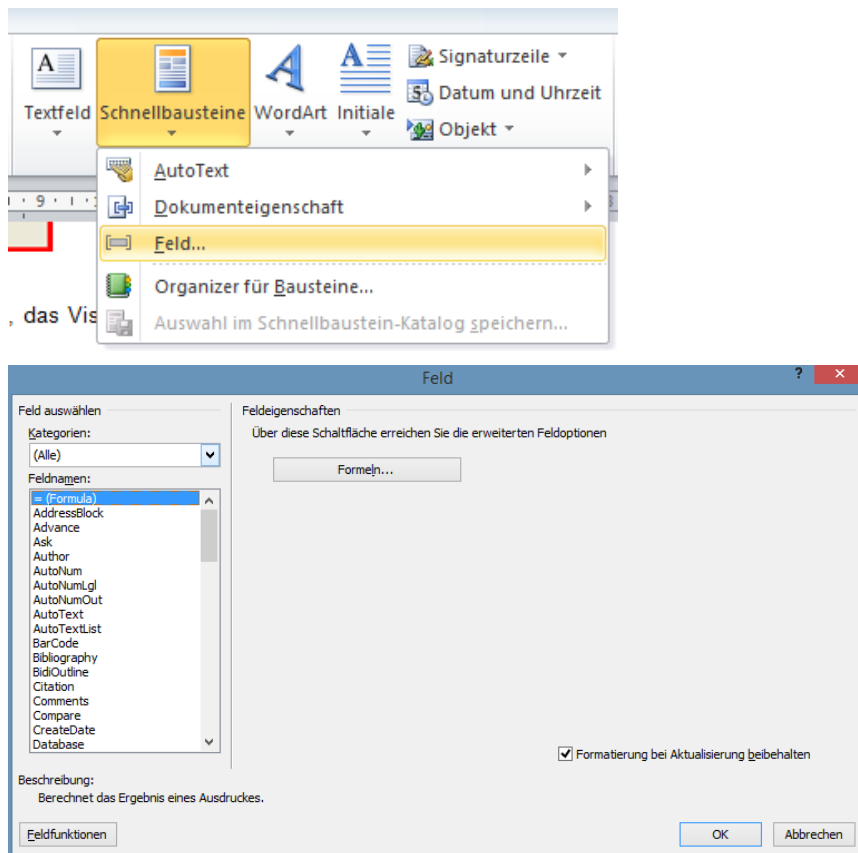 A
A
A
Signaturzeile
Datum und Uhrzeit
Objekt
Textfeld
Schnellbausteine
WordArt
Initiale
AutoText
Dokumenteigenschaft
Feld...
Organizer für Bausteine...
Auswahl im Schnellbaustein-Katalog speichern...
9
, das Vis
Feld
?
×
Feld auswählen
Kategorien:
(Alle)
Feldnamen:
= (Formula)
AddressBlock
Advance
Ask
Author
AutoNum
AutoNumLgl
AutoNumOut
AutoText
AutoTextList
BarCode
Bibliography
BidiOutline
Citation
Comments
Compare
CreateDate
Database
Feldeigenschaften
Über diese Schaltfläche erreichen Sie die erweiterten Feldoptionen
Formeln...
Formatierung bei Aktualisierung beibehalten
Beschreibung:
Berechnet das Ergebnis eines Ausdruckes.
Feldfunktionen
OK
Abbrechen